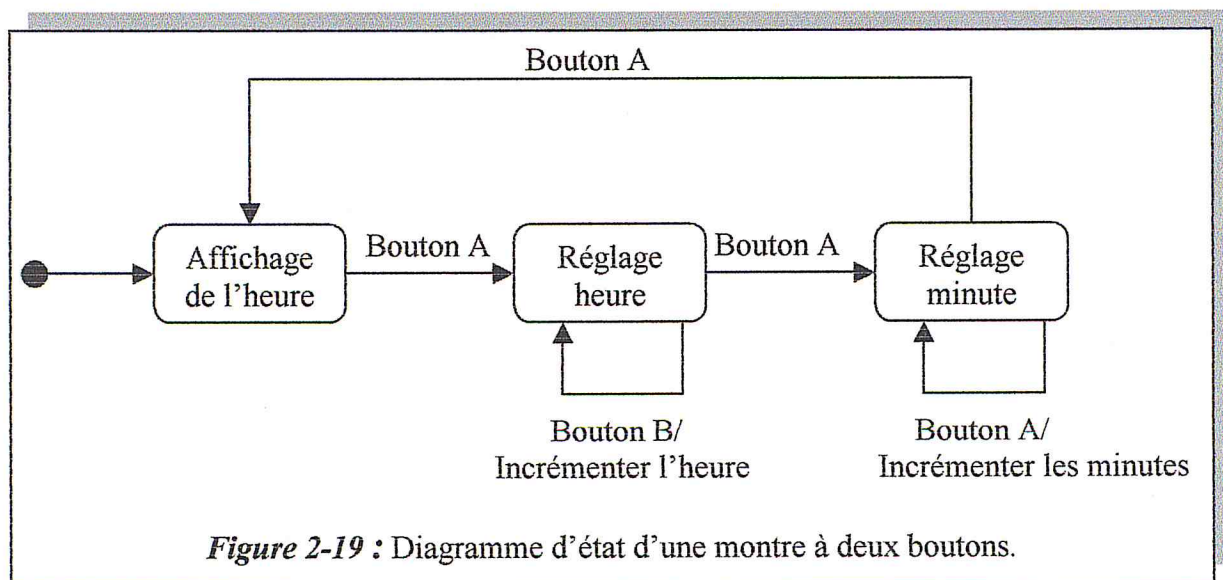 Bouton A
Affichage
de l'heure
Bouton A
Réglage
heure
Bouton A
Réglage
minute
Bouton B/
Incrémenter l'heure
Bouton A/
Incrémenter les minutes
Figure 2-19 : Diagramme d'état d'une montre à deux boutons.